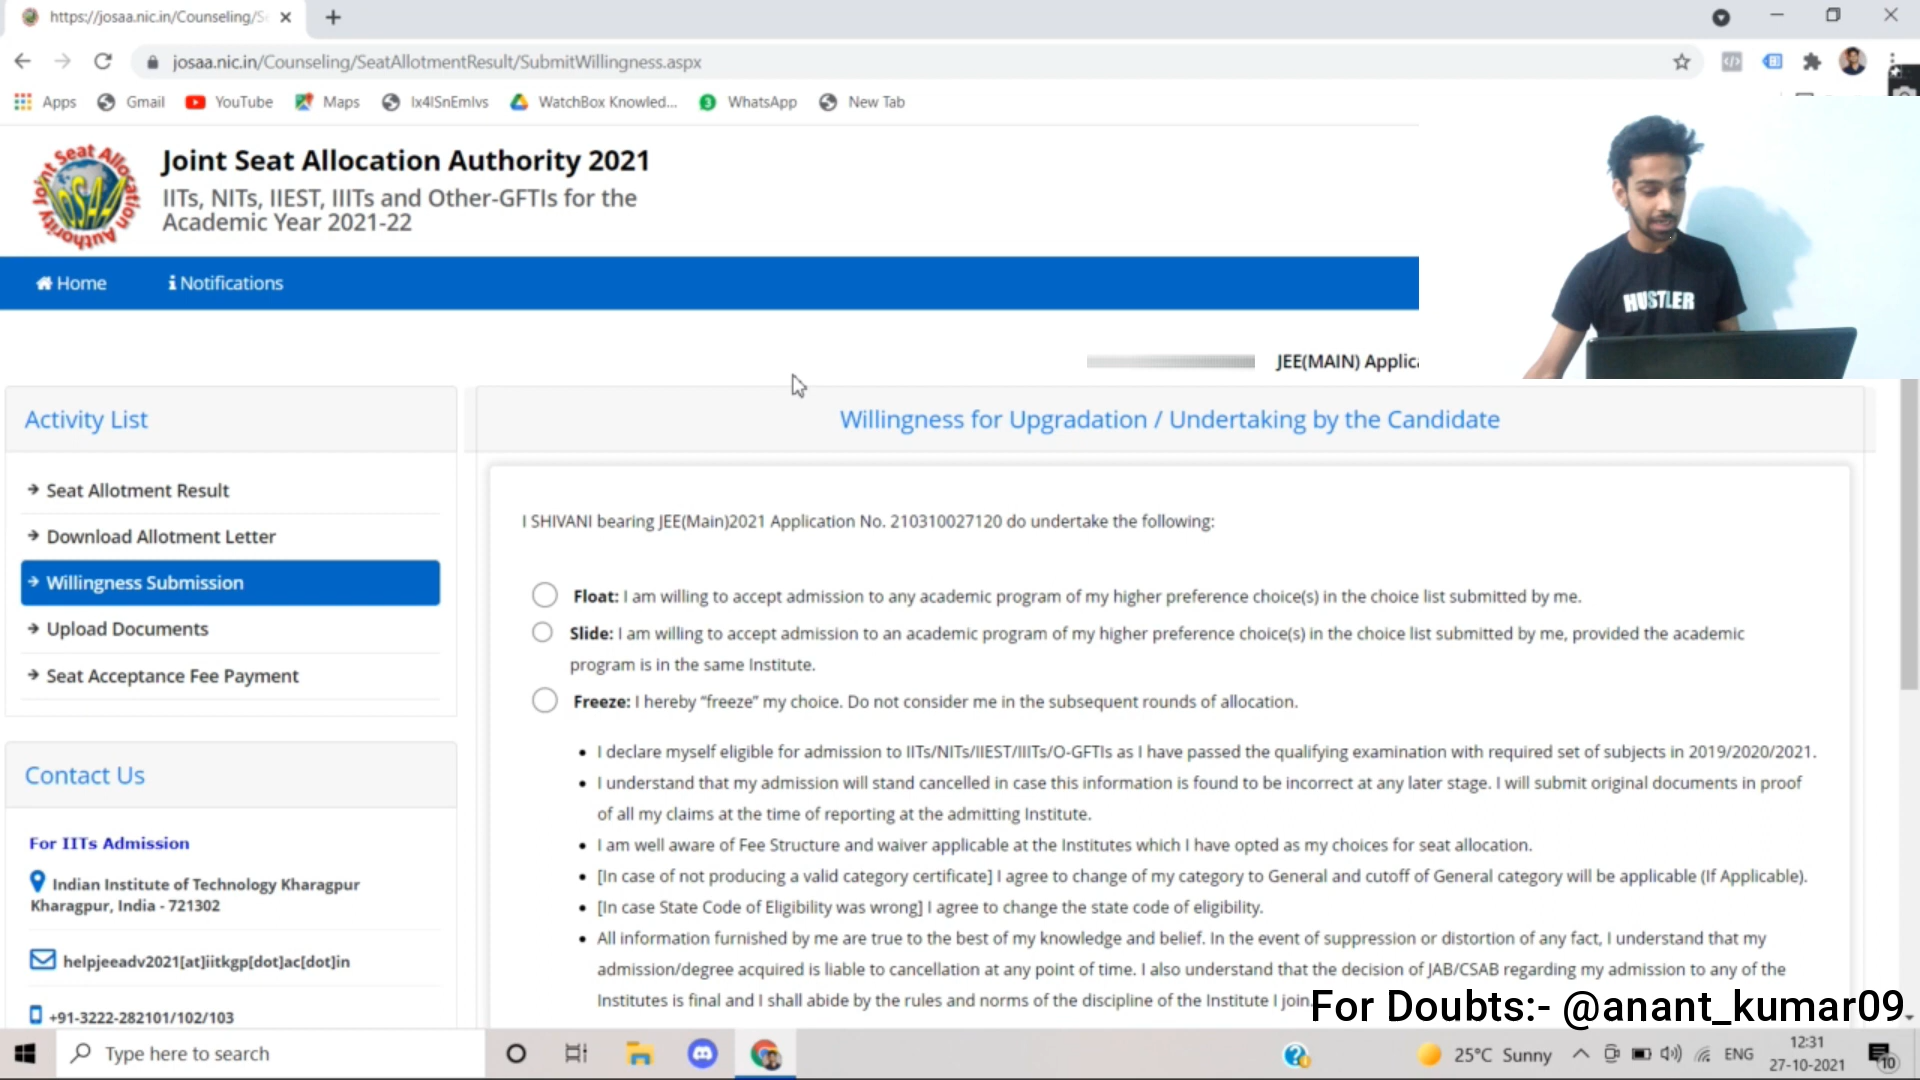 https://josaa.nic.in/Counseling/S
josaa.nic.in/Counseling/SeatAllotmentResult/SubmitWillingness.aspx
Apps Gmail YouTube Maps Ix4ISnEmIvs WatchBox Knowled... WhatsApp New Tab
Joint Seat Allocation Authority
JoSAA
Joint Seat Allocation Authority 2021
IITs, NITs, IIEST, IIITs and Other-GFTIs for the
Academic Year 2021-22
HUSTLER
Home Notifications
JEE(MAIN) Applica
Activity List
Seat Allotment Result
Download Allotment Letter
Willingness Submission
Upload Documents
Seat Acceptance Fee Payment
Contact Us
For IITs Admission
Indian Institute of Technology Kharagpur
Kharagpur, India - 721302
helpjeeadv2021[at]iitkgp[dot]ac[dot]in
+91-3222-282101/102/103
Willingness for Upgradation / Undertaking by the Candidate
I SHIVANI bearing JEE(Main)2021 Application No. 210310027120 do undertake the following:
Float: I am willing to accept admission to any academic program of my higher preference choice(s) in the choice list submitted by me.
Slide: I am willing to accept admission to an academic program of my higher preference choice(s) in the choice list submitted by me, provided the academic
program is in the same Institute.
Freeze: I hereby “freeze” my choice. Do not consider me in the subsequent rounds of allocation.
• I declare myself eligible for admission to IITs/NITs/IIEST/IIITs/O-GFTIs as I have passed the qualifying examination with required set of subjects in 2019/2020/2021.
• I understand that my admission will stand cancelled in case this information is found to be incorrect at any later stage. I will submit original documents in proof
of all my claims at the time of reporting at the admitting Institute.
• I am well aware of Fee Structure and waiver applicable at the Institutes which I have opted as my choices for seat allocation.
• [In case of not producing a valid category certificate] I agree to change of my category to General and cutoff of General category will be applicable (If Applicable).
• [In case State Code of Eligibility was wrong] I agree to change the state code of eligibility.
• All information furnished by me are true to the best of my knowledge and belief. In the event of suppression or distortion of any fact, I understand that my
admission/degree acquired is liable to cancellation at any point of time. I also understand that the decision of JAB/CSAB regarding my admission to any of the
Institutes is final and I shall abide by the rules and norms of the discipline of the Institute I join.
For Doubts:- @anant_kumar09
Type here to search
25°C Sunny
ENG
12:31
27-10-2021
10